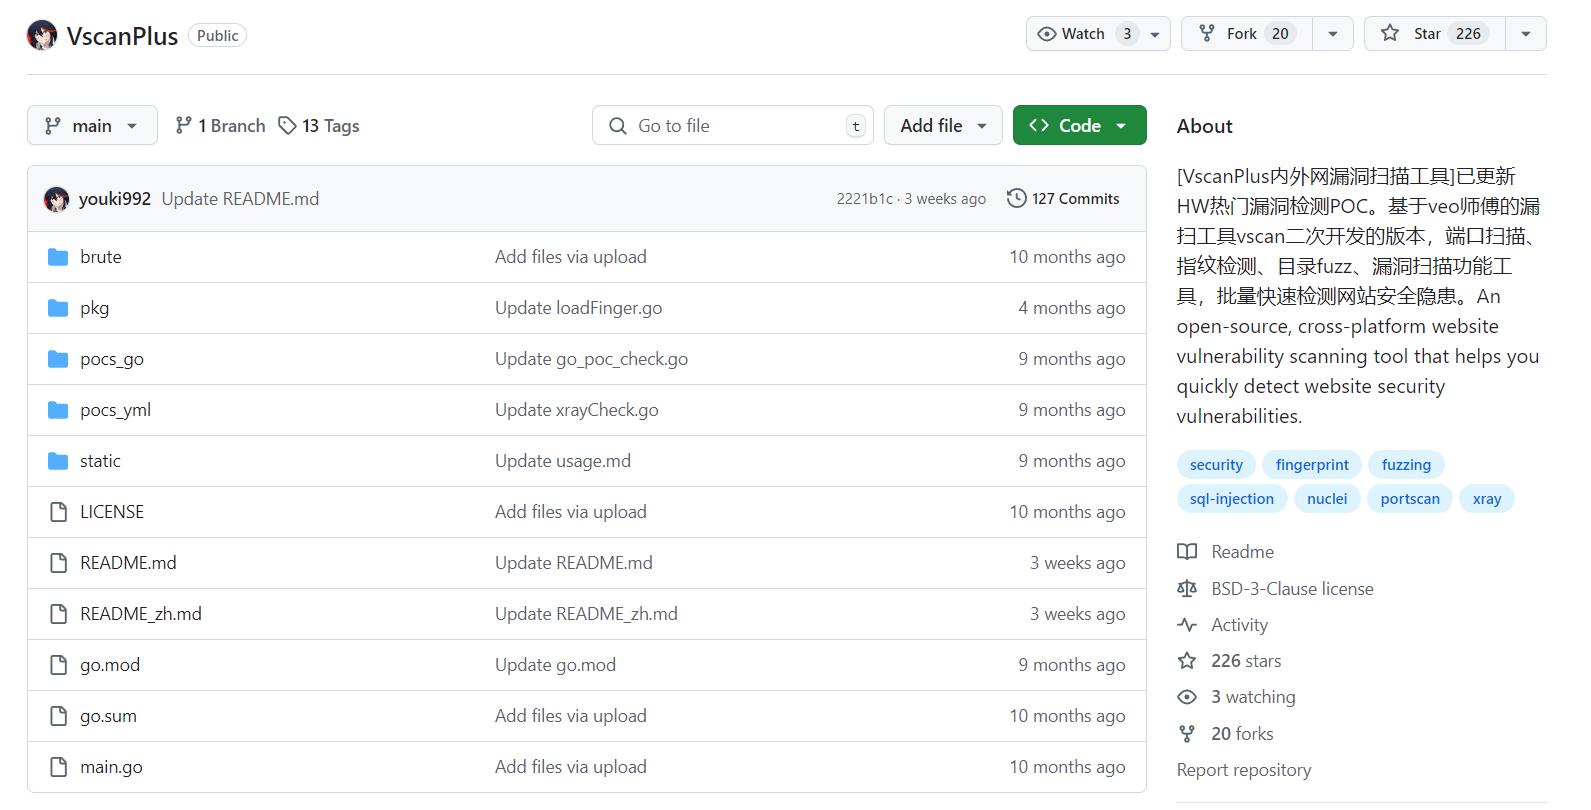 VscanPlus Public Watch 3 Fork 20 Star 226
main 1 Branch 13 Tags Go to file t Add file Code
youki992 Update README.md 2221b1c · 3 weeks ago 127 Commits
brute Add files via upload 10 months ago
pkg Update loadFinger.go 4 months ago
pocs_go Update go_poc_check.go 9 months ago
pocs_yml Update xrayCheck.go 9 months ago
static Update usage.md 9 months ago
LICENSE Add files via upload 10 months ago
README.md Update README.md 3 weeks ago
README_zh.md Update README_zh.md 3 weeks ago
go.mod Update go.mod 9 months ago
go.sum Add files via upload 10 months ago
main.go Add files via upload 10 months ago
About
[VscanPlus内外网漏洞扫描工具]已更新
HW热门漏洞检测POC。基于veo师傅的漏
扫工具vscan二次开发的版本，端口扫描、
指纹检测、目录fuzz、漏洞扫描功能工
具，批量快速检测网站安全隐患。An
open-source, cross-platform website
vulnerability scanning tool that helps you
quickly detect website security
vulnerabilities.
security fingerprint fuzzing
sql-injection nuclei portscan xray
Readme
BSD-3-Clause license
Activity
226 stars
3 watching
20 forks
Report repository